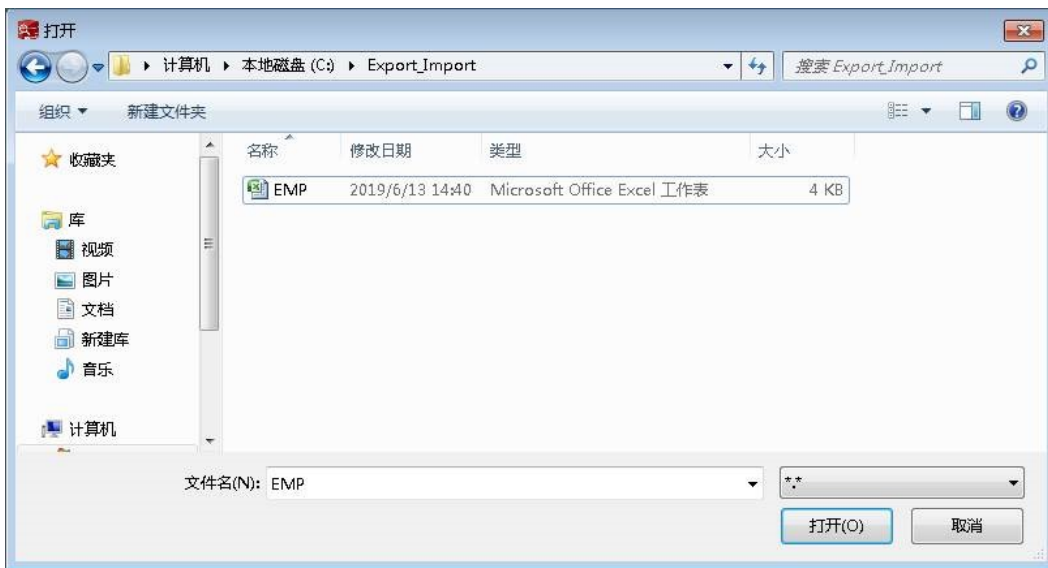 打开
计算机 本地磁盘 (C:) Export_Import 搜索 Export_Import
组织 新建文件夹
名称 修改日期 类型 大小
收藏夹
EMP 2019/6/13 14:40 Microsoft Office Excel 工作表 4 KB
库
视频
图片
文档
新建库
音乐
计算机
文件名(N): EMP *.*
打开(O) 取消